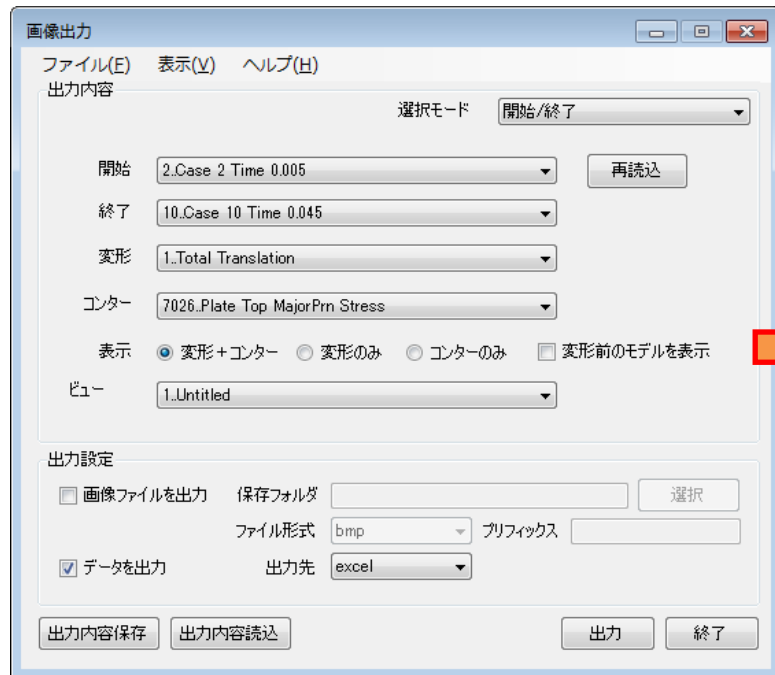 画像出力
ファイル(F) 表示(V) ヘルプ(H)
出力内容
選択モード 開始/終了
開始 2..Case 2 Time 0.005 再読込
終了 10..Case 10 Time 0.045
変形 1..Total Translation
コンター 7026..Plate Top MajorPrn Stress
表示 変形+コンター 変形のみ コンターのみ 変形前のモデルを表示
ビュー 1..Untitled
出力設定
画像ファイルを出力 保存フォルダ 選択
ファイル形式 bmp プリフィックス
データを出力 出力先 excel
出力内容保存 出力内容読込 出力 終了